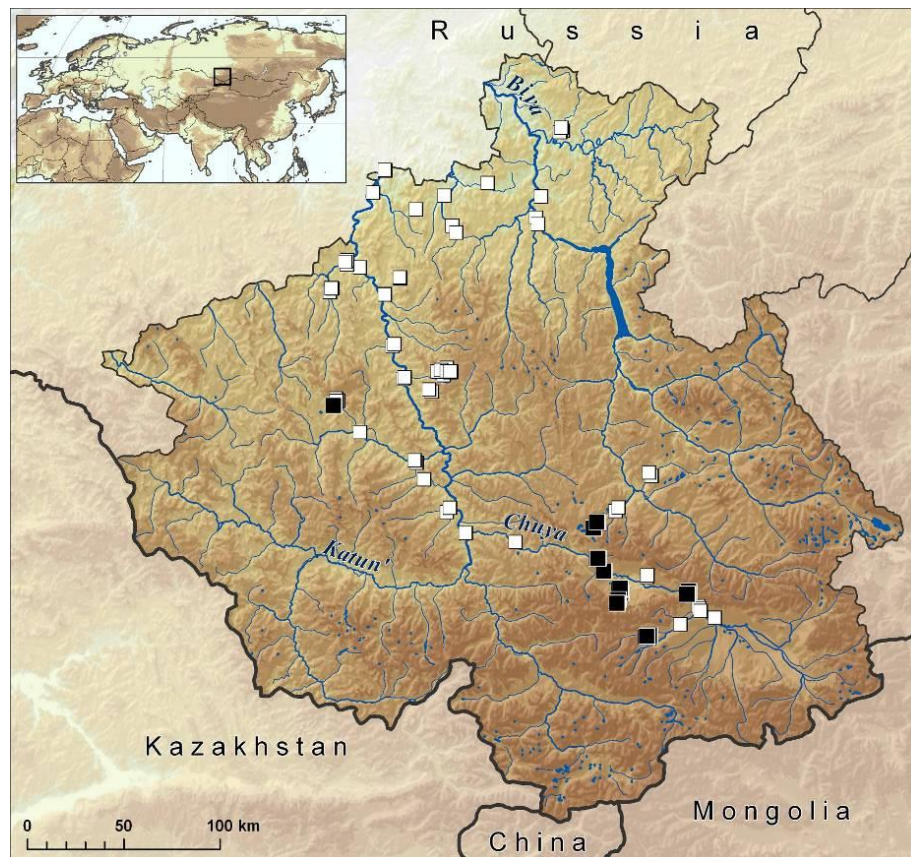 Russia
Biya
Chuya
Katun'
Kazakhstan
Mongolia
China
0 50 100 km